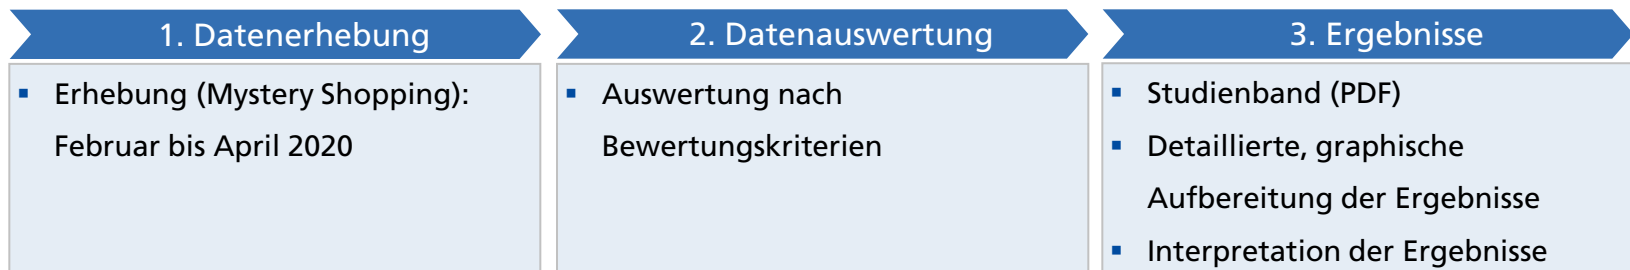 1. Datenerhebung
▪ Erhebung (Mystery Shopping):
Februar bis April 2020
2. Datenauswertung
▪ Auswertung nach
Bewertungskriterien
3. Ergebnisse
▪ Studienband (PDF)
▪ Detaillierte, graphische
Aufbereitung der Ergebnisse
▪ Interpretation der Ergebnisse